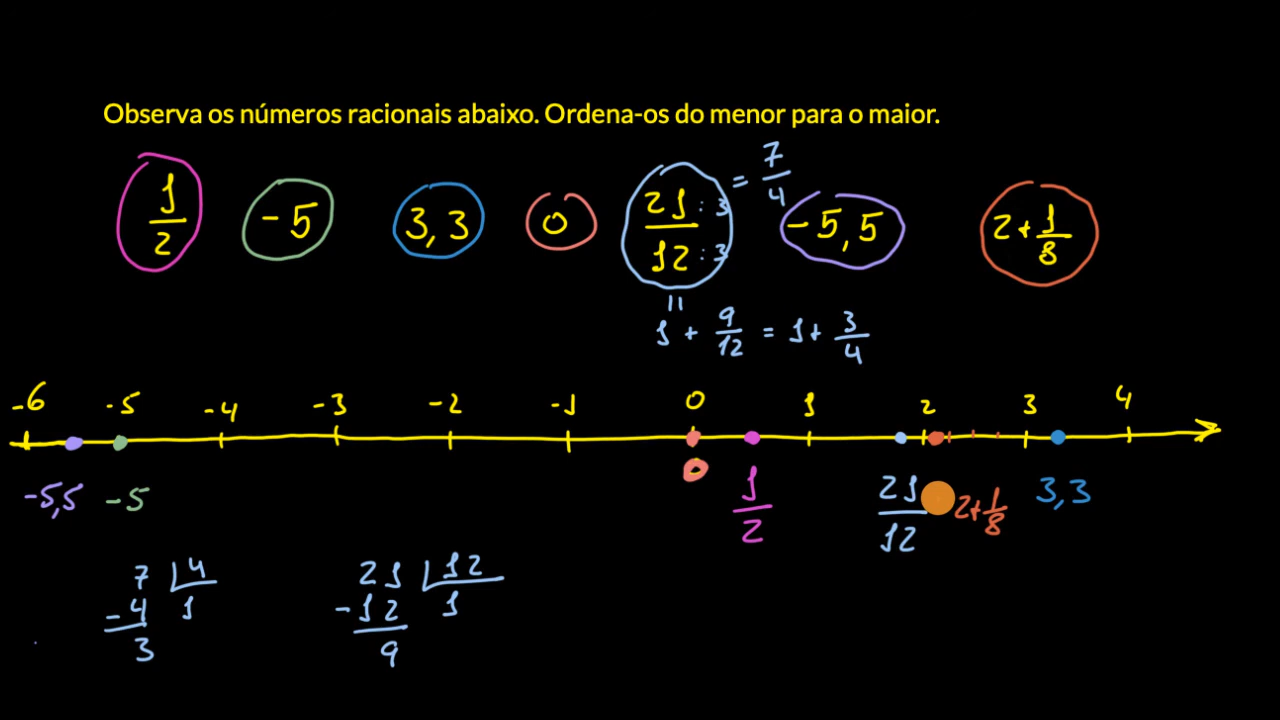 Observa os números racionais abaixo. Ordena-os do menor para o maior.
1/2 -5 3,3 0 21:3/12:3 = 7/4 -5,5 2+1/8
=
1 + 9/12 = 1 + 3/4
-6 -5 -4 -3 -2 -1 0 1 2 3 4
-5,5 -5 0 1/2 21/12 2+1/8 3,3
7 4 21 12
-4 1 -12 1
3 9